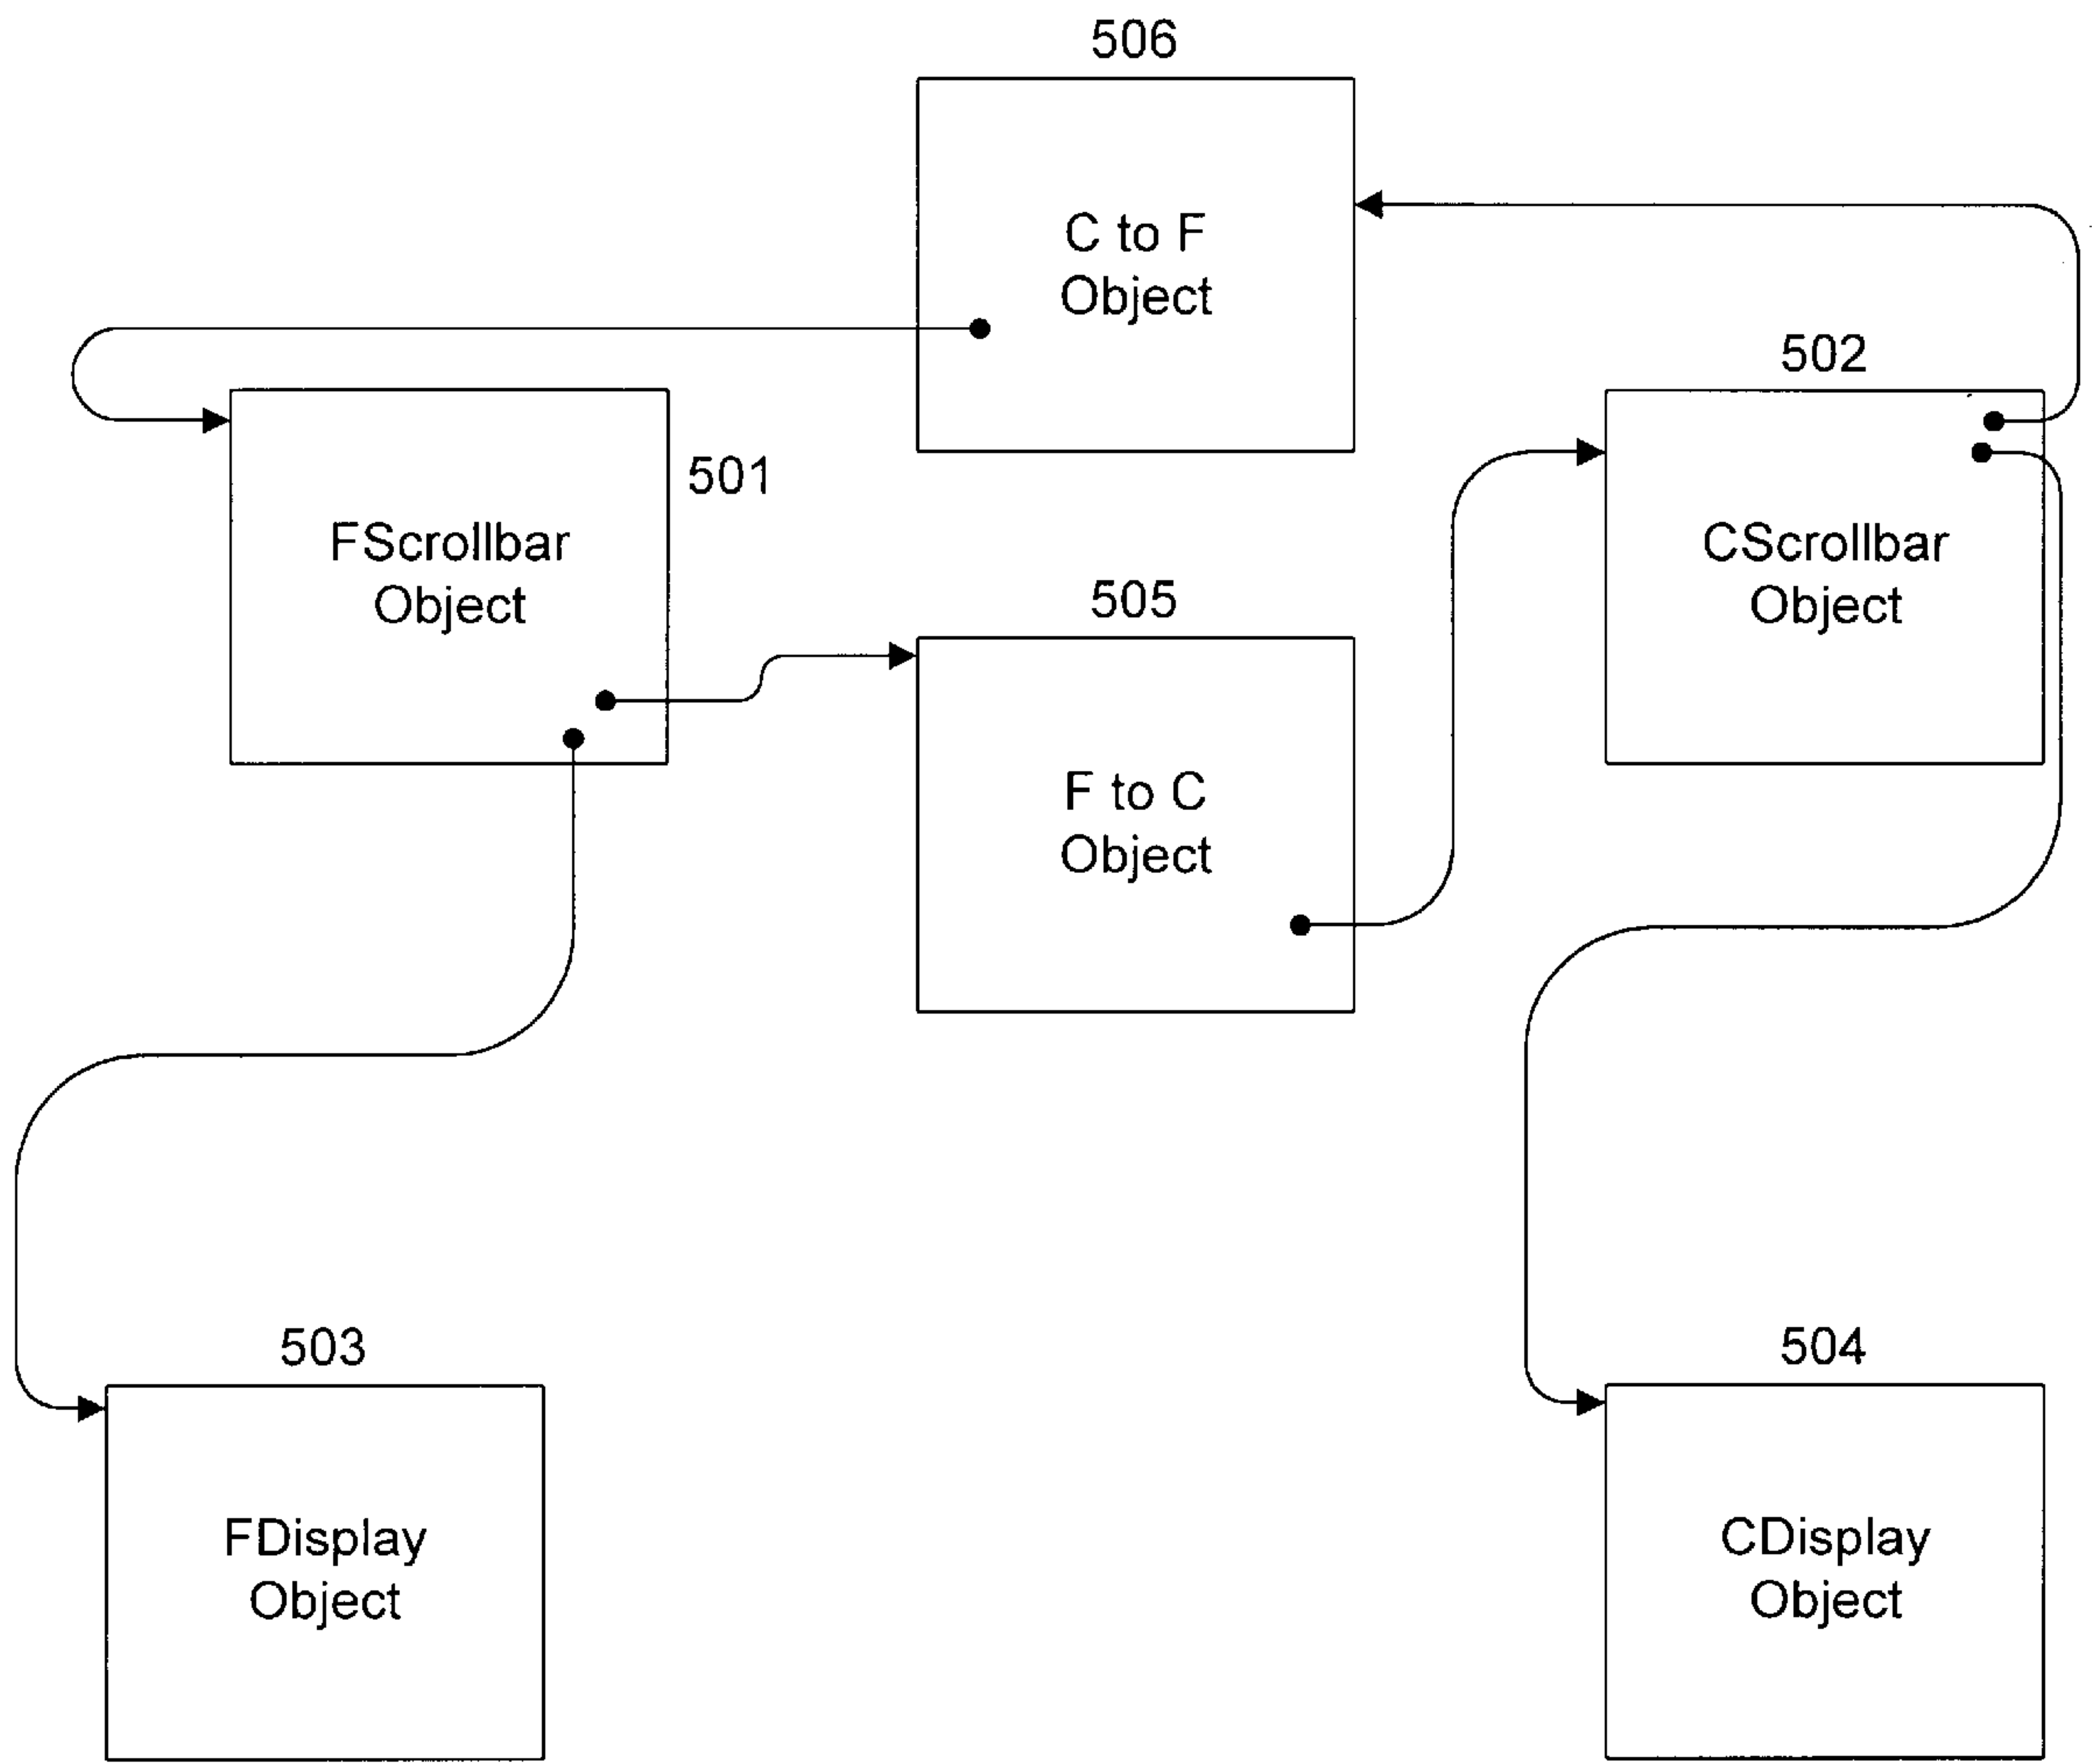 506
C to F
Object
502
501
FScrollbar
Object
CScrollbar
Object
505
F to C
Object
503
504
FDisplay
Object
CDisplay
Object